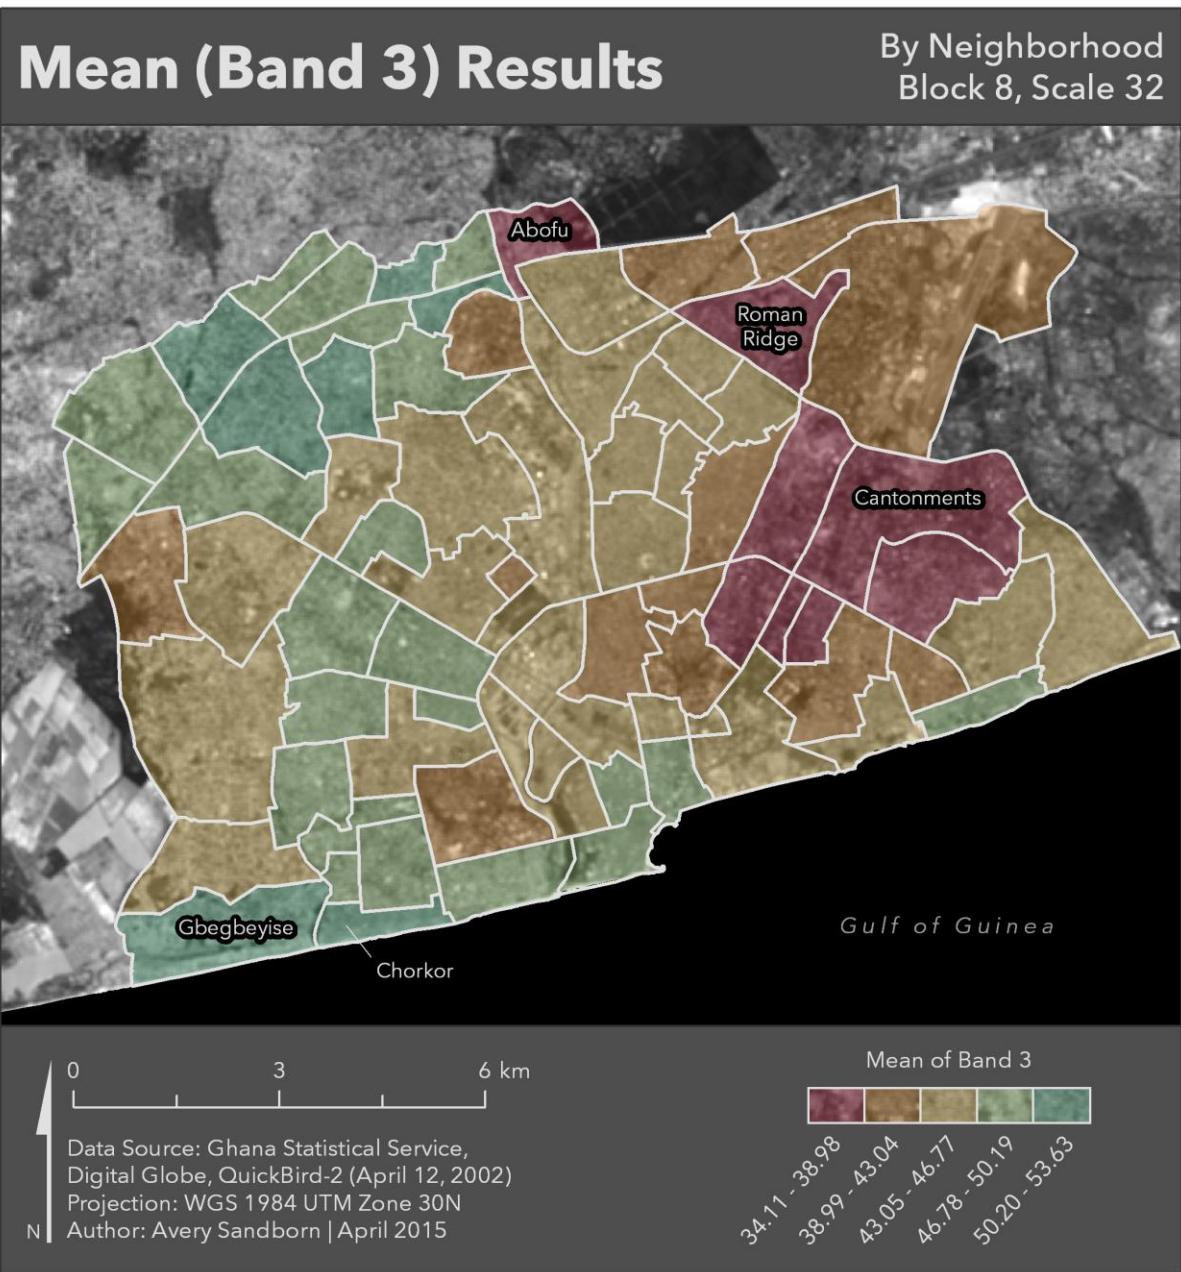 Mean (Band 3) Results
By Neighborhood
Block 8, Scale 32
Abofu
Roman
Ridge
Cantonments
Gbegbeyise
Chorkor
Gulf of Guinea
0 3 6 km
Data Source: Ghana Statistical Service,
Digital Globe, QuickBird-2 (April 12, 2002)
Projection: WGS 1984 UTM Zone 30N
Author: Avery Sandborn | April 2015
N
Mean of Band 3
34.11 - 38.98
38.99 - 43.04
43.05 - 46.77
46.78 - 50.19
50.20 - 53.63